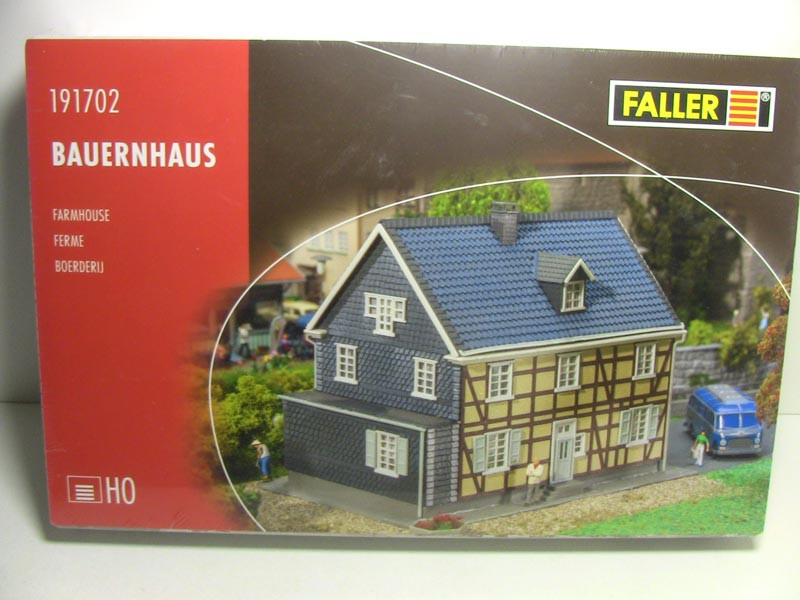 191702
BAUERNHAUS
FARMHOUSE
FERME
BOERDERIJ
FALLER ®
H0